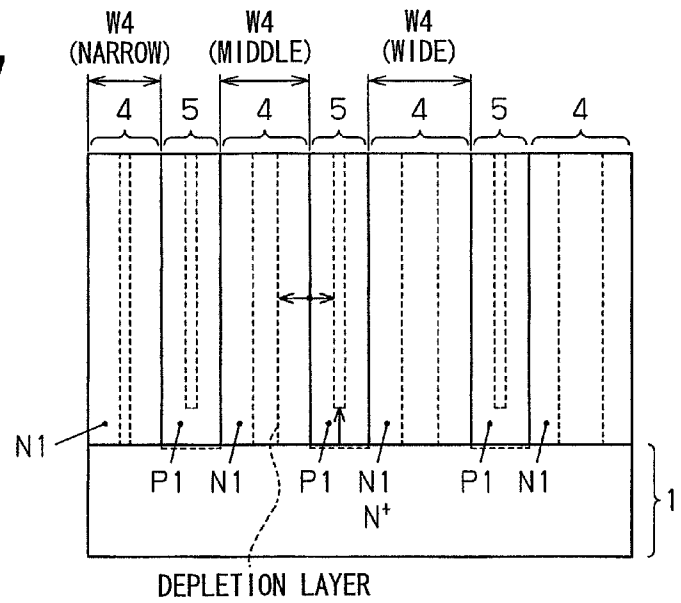 W4 W4 W4
(NARROW) (MIDDLE) (WIDE)
4 5 4 5 4 5 4
N1 P1 N1 P1 N1 P1 N1
N+
1
DEPLETION LAYER